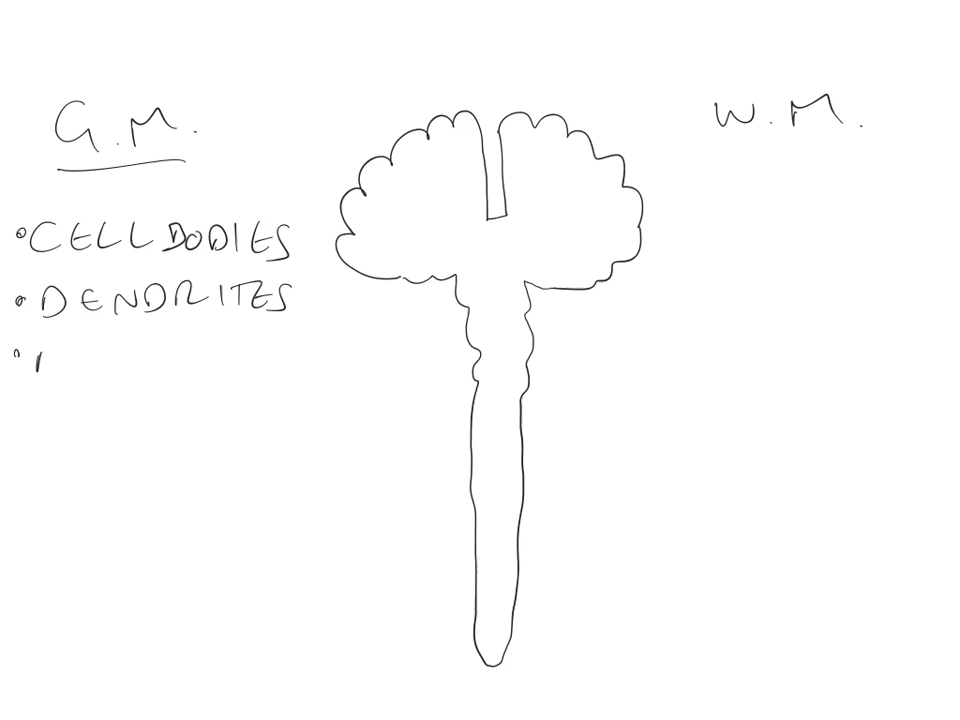 G.M.
W.M.
• CELL BODIES
• DENDRITES
•